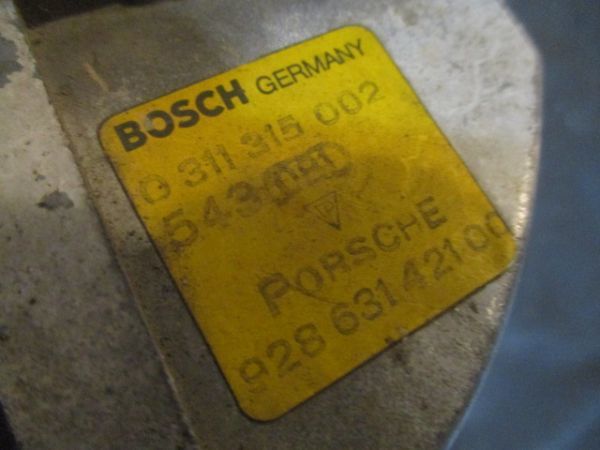 BOSCH GERMANY
0 311 315 002
543
PORSCHE
928 631 421 00